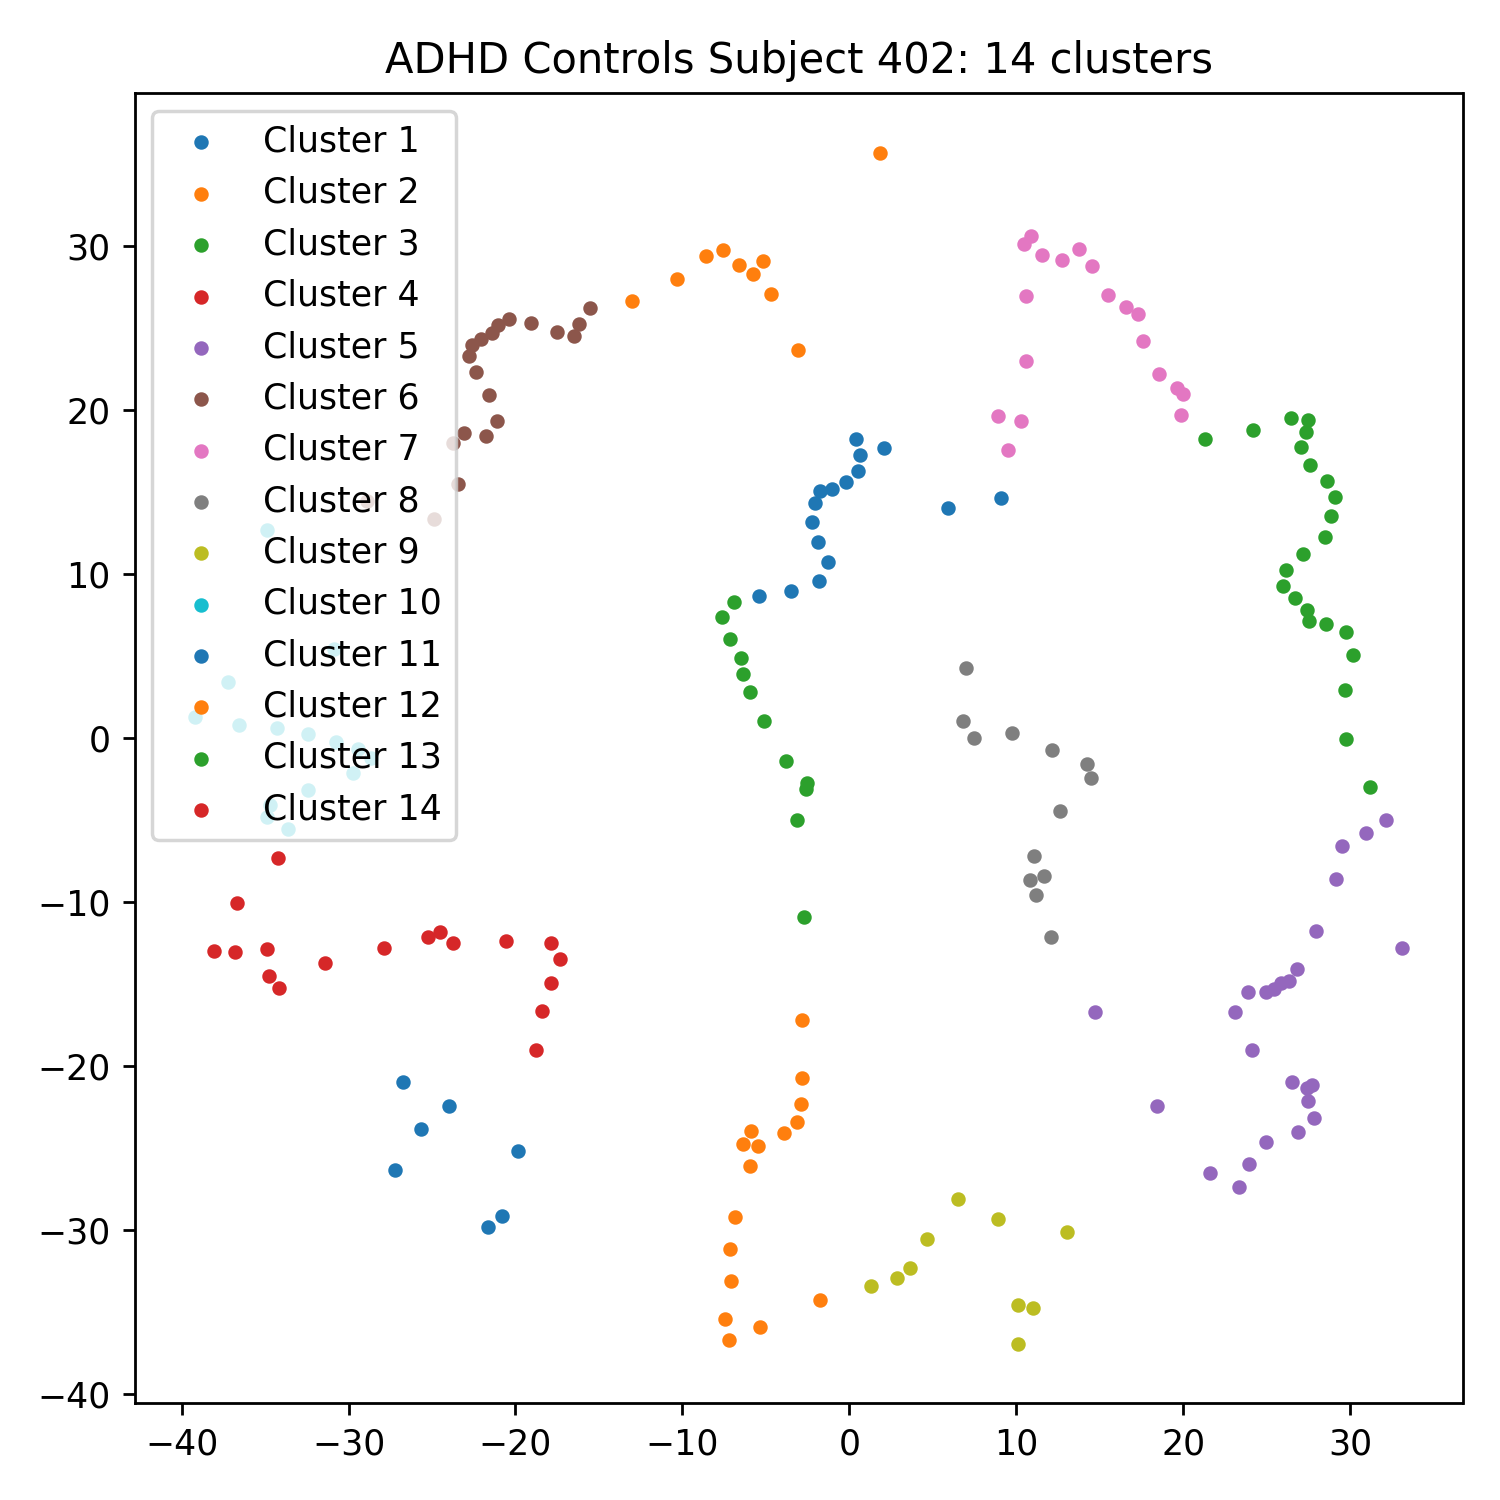 ADHD Controls Subject 402: 14 clusters
Cluster 1
Cluster 2
Cluster 3
Cluster 4
Cluster 5
Cluster 6
Cluster 7
Cluster 8
Cluster 9
Cluster 10
Cluster 11
Cluster 12
Cluster 13
Cluster 14
30
20
10
0
−10
−20
−30
−40
−40 −30 −20 −10 0 10 20 30